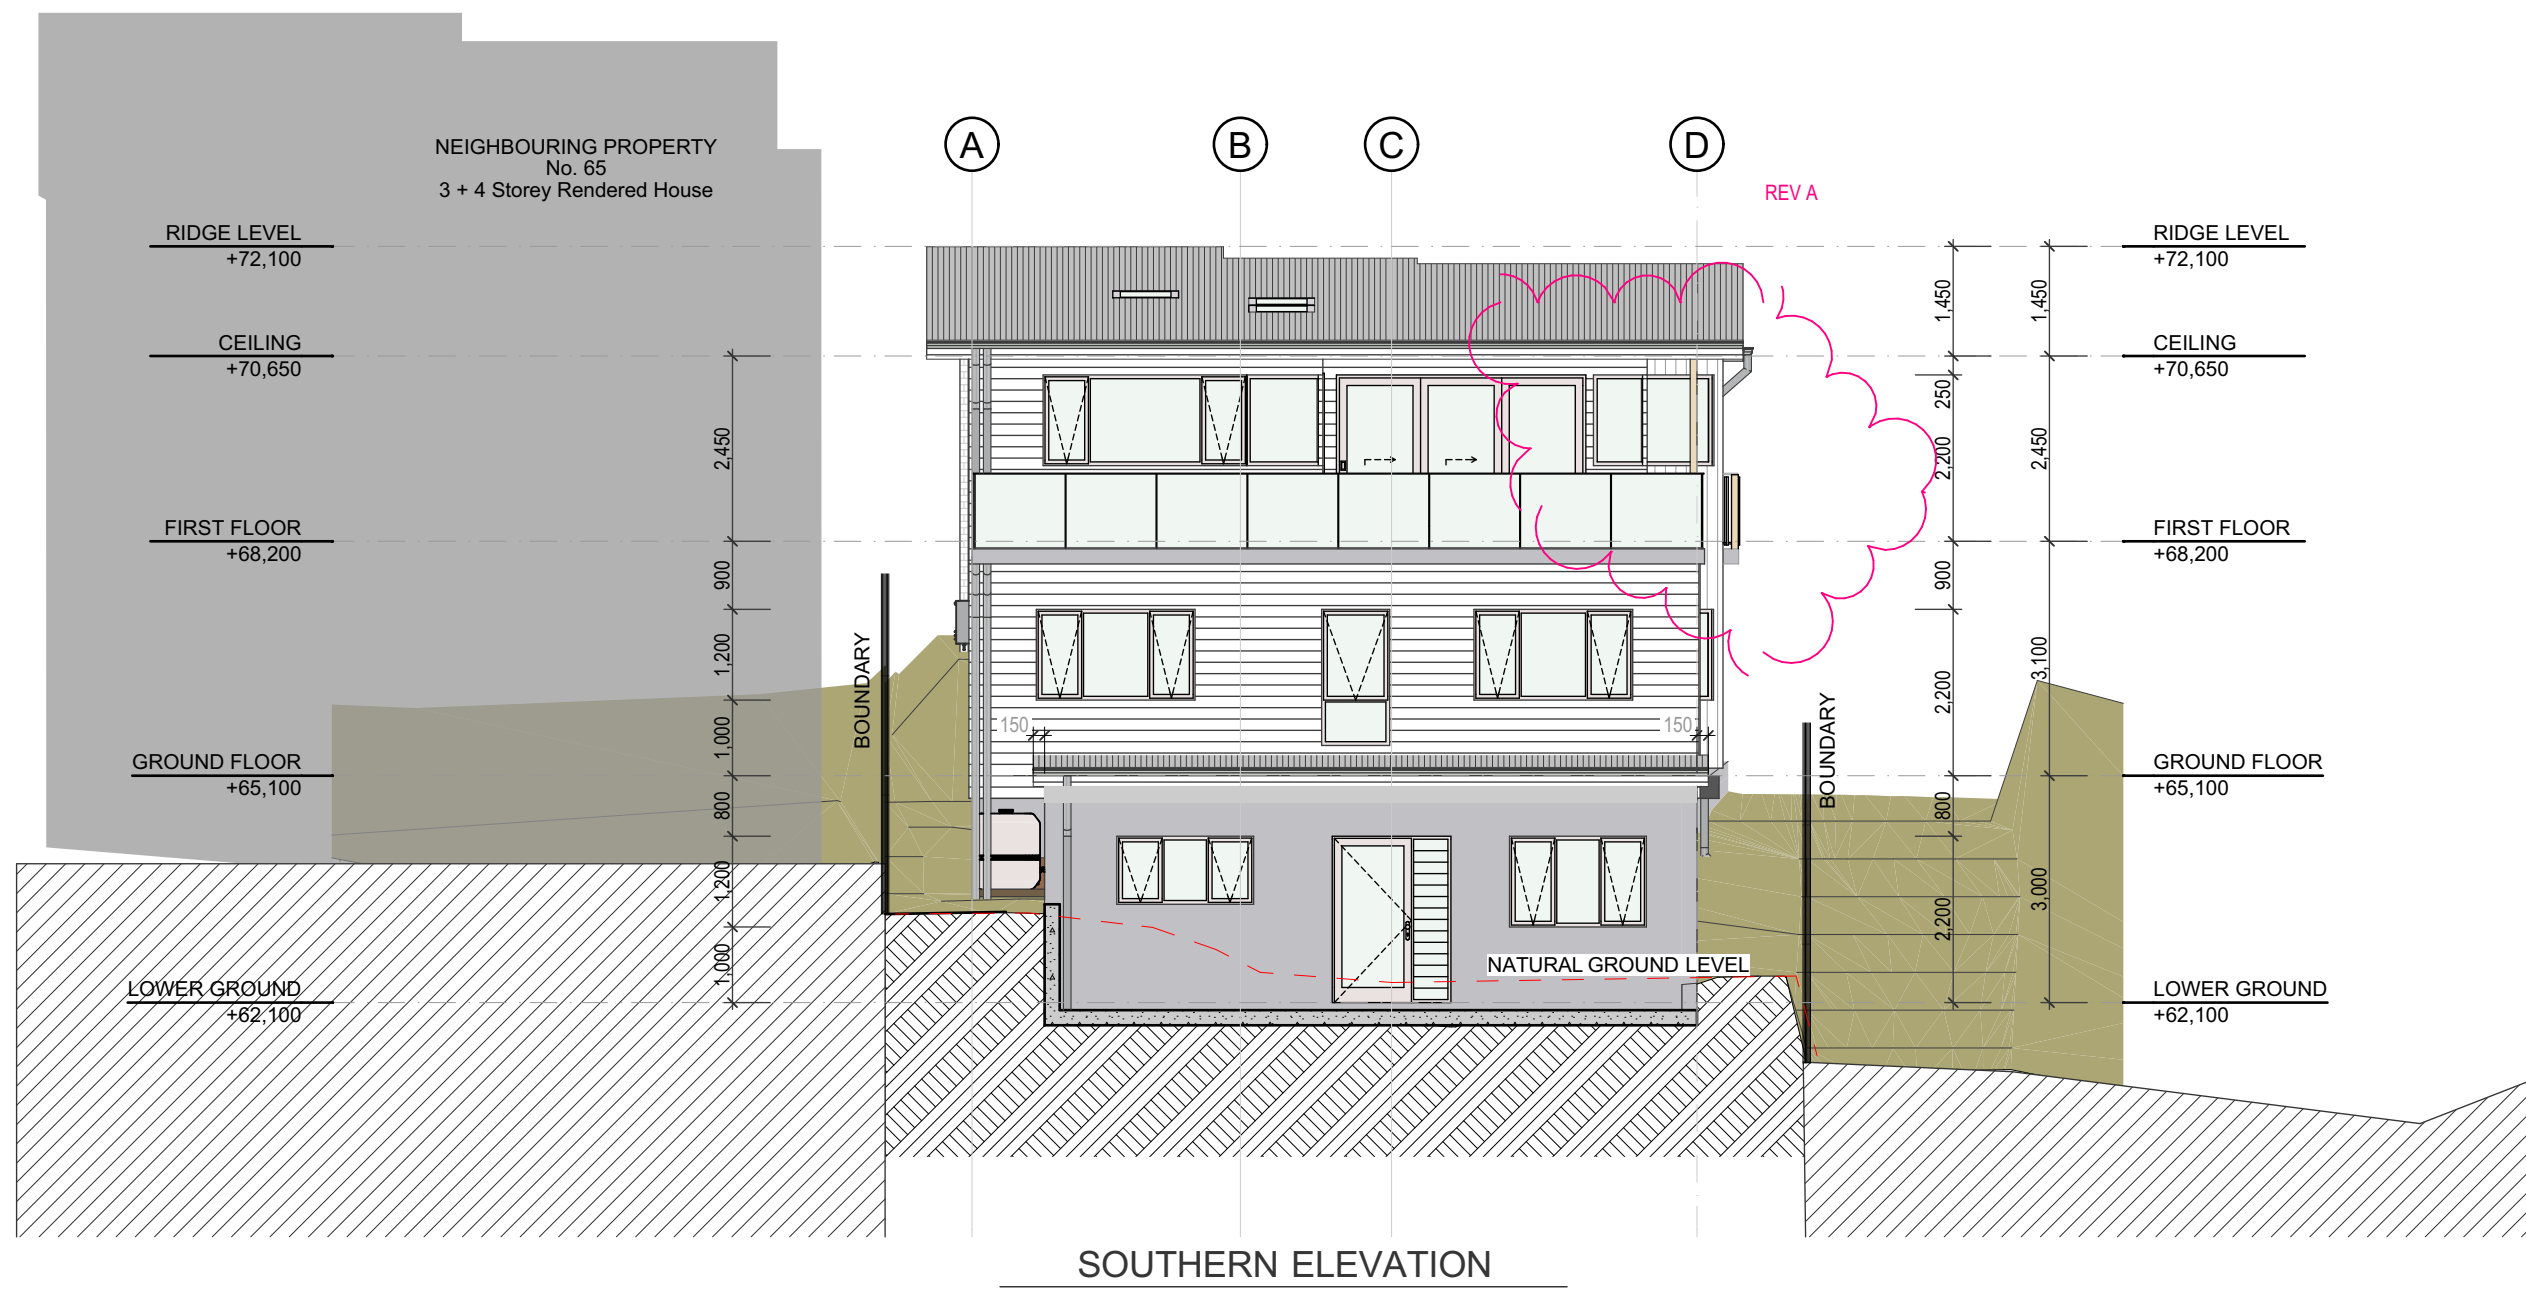 NEIGHBOURING PROPERTY
No. 65
3 + 4 Storey Rendered House
A
B
C
D
REV A
RIDGE LEVEL
+72,100
CEILING
+70,650
FIRST FLOOR
+68,200
GROUND FLOOR
+65,100
LOWER GROUND
+62,100
2,450
900
1,200
1,000
800
1,200
1,000
BOUNDARY
150
150
NATURAL GROUND LEVEL
BOUNDARY
1,450
250
2,200
900
2,200
800
2,200
1,450
2,450
3,100
3,000
RIDGE LEVEL
+72,100
CEILING
+70,650
FIRST FLOOR
+68,200
GROUND FLOOR
+65,100
LOWER GROUND
+62,100
SOUTHERN ELEVATION